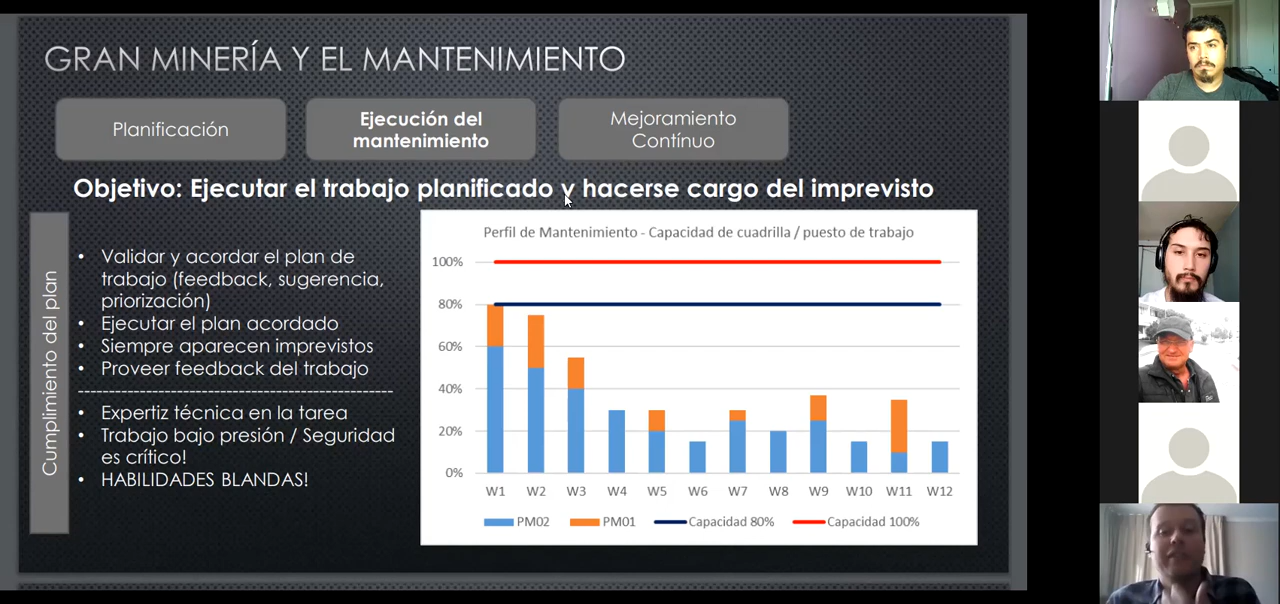 GRAN MINERÍA Y EL MANTENIMIENTO
Planificación
Ejecución del
mantenimiento
Mejoramiento
Contínuo
Objetivo: Ejecutar el trabajo planificado y hacerse cargo del imprevisto
Cumplimiento del plan
• Validar y acordar el plan de
trabajo (feedback, sugerencia,
priorización)
• Ejecutar el plan acordado
• Siempre aparecen imprevistos
• Proveer feedback del trabajo
----------------------------------------------------
• Expertiz técnica en la tarea
• Trabajo bajo presión / Seguridad
es crítico!
• HABILIDADES BLANDAS!
Perfil de Mantenimiento - Capacidad de cuadrilla / puesto de trabajo
100%
80%
60%
40%
20%
0%
W1 W2 W3 W4 W5 W6 W7 W8 W9 W10 W11 W12
PM02 PM01 Capacidad 80% Capacidad 100%